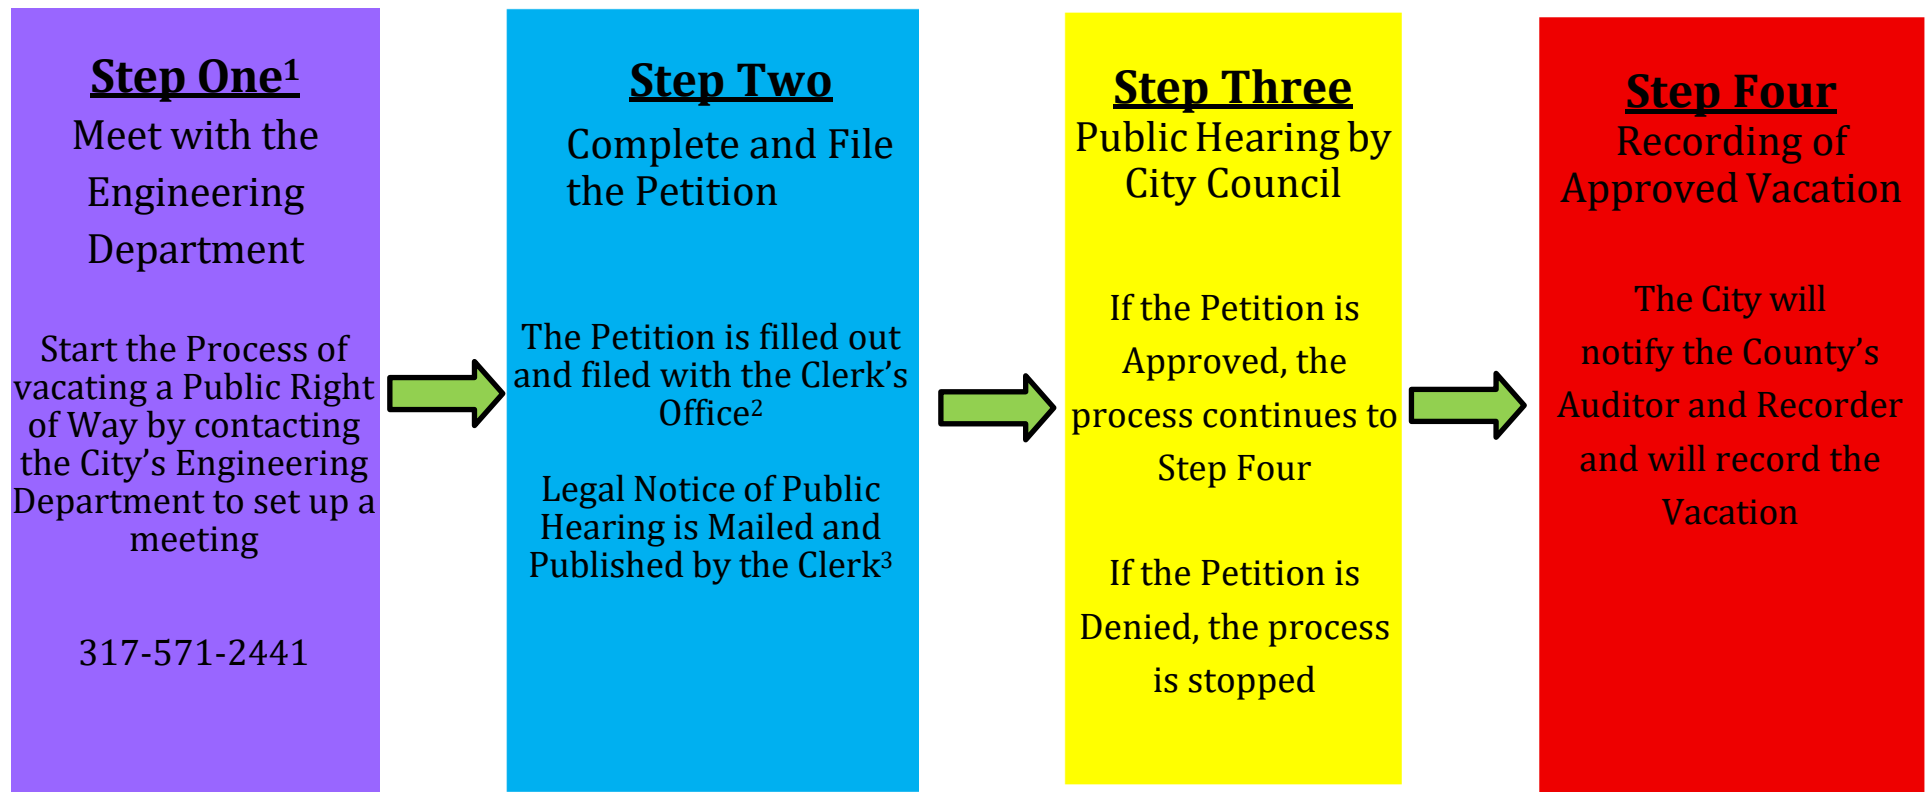 Step One¹
Meet with the
Engineering
Department
Start the Process of
vacating a Public Right
of Way by contacting
the City’s Engineering
Department to set up a
meeting
317-571-2441
Step Two
Complete and File
the Petition
The Petition is filled out
and filed with the Clerk’s
Office²
Legal Notice of Public
Hearing is Mailed and
Published by the Clerk³
Step Three
Public Hearing by
City Council
If the Petition is
Approved, the
process continues to
Step Four
If the Petition is
Denied, the process
is stopped
Step Four
Recording of
Approved Vacation
The City will
notify the County’s
Auditor and Recorder
and will record the
Vacation